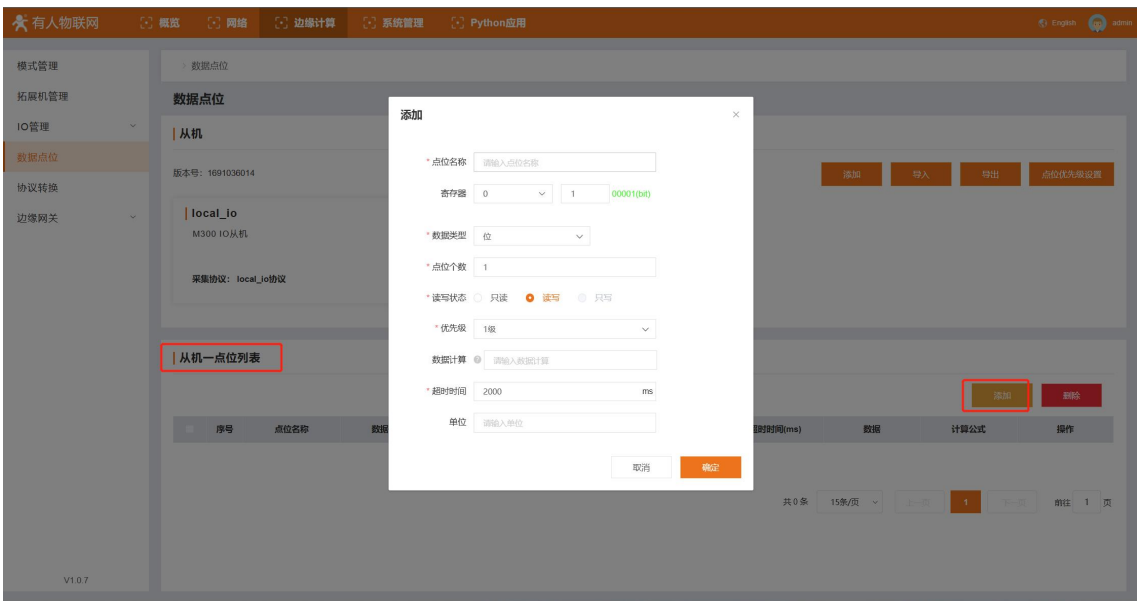 有人物联网 概览 网络 边缘计算 系统管理 Python应用 English admin
模式管理
拓展机管理
IO管理
数据点位
协议转换
边缘网关
V1.0.7
数据点位
数据点位
从机
版本号: 1691036014
添加 导入 导出 点位优先级设置
local_io
M300 IO从机
采集协议: local_io协议
从机一点位列表
添加 删除
序号 点位名称 数据 超时时间(ms) 数据 计算公式 操作
共 0 条 15条/页 上一页 1 下一页 前往 1 页
添加 ×
* 点位名称 请输入点位名称
寄存器 0 1 00001(bit)
* 数据类型 位
* 点位个数 1
* 读写状态 只读 读写 只写
* 优先级 1级
数据计算 请输入数据计算
* 超时时间 2000 ms
单位 请输入单位
取消 确定